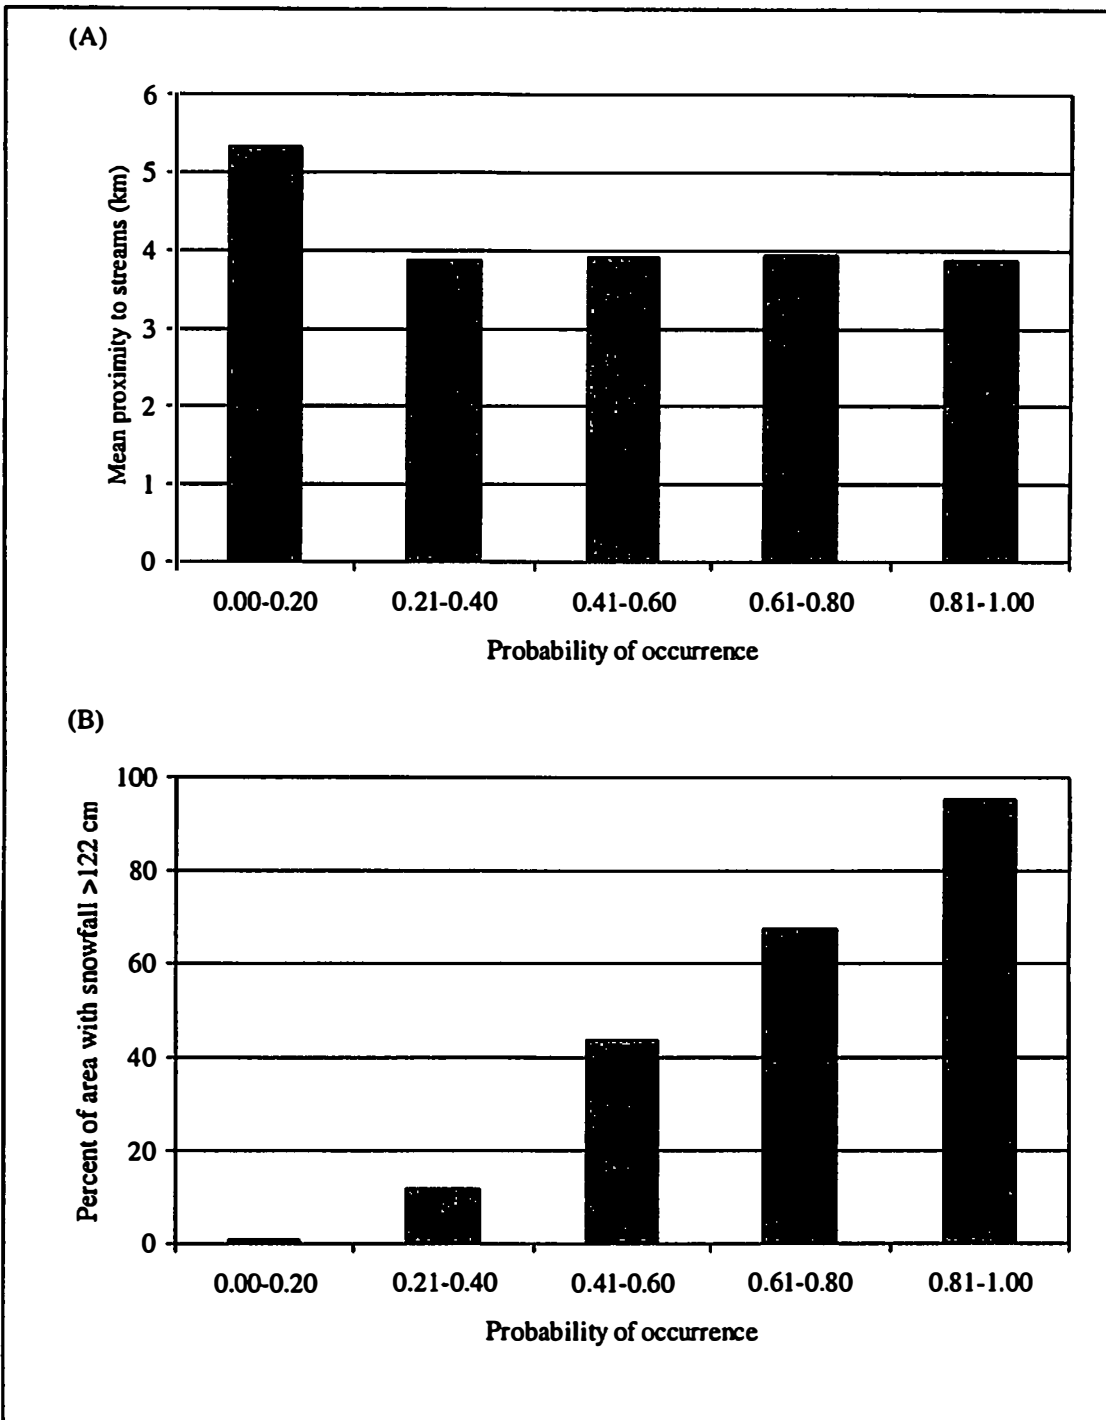 (A)
Mean proximity to streams (km)
6
5
4
3
2
1
0
0.00-0.20 0.21-0.40 0.41-0.60 0.61-0.80 0.81-1.00
Probability of occurrence
(B)
Percent of area with snowfall >122 cm
100
80
60
40
20
0
0.00-0.20 0.21-0.40 0.41-0.60 0.61-0.80 0.81-1.00
Probability of occurrence